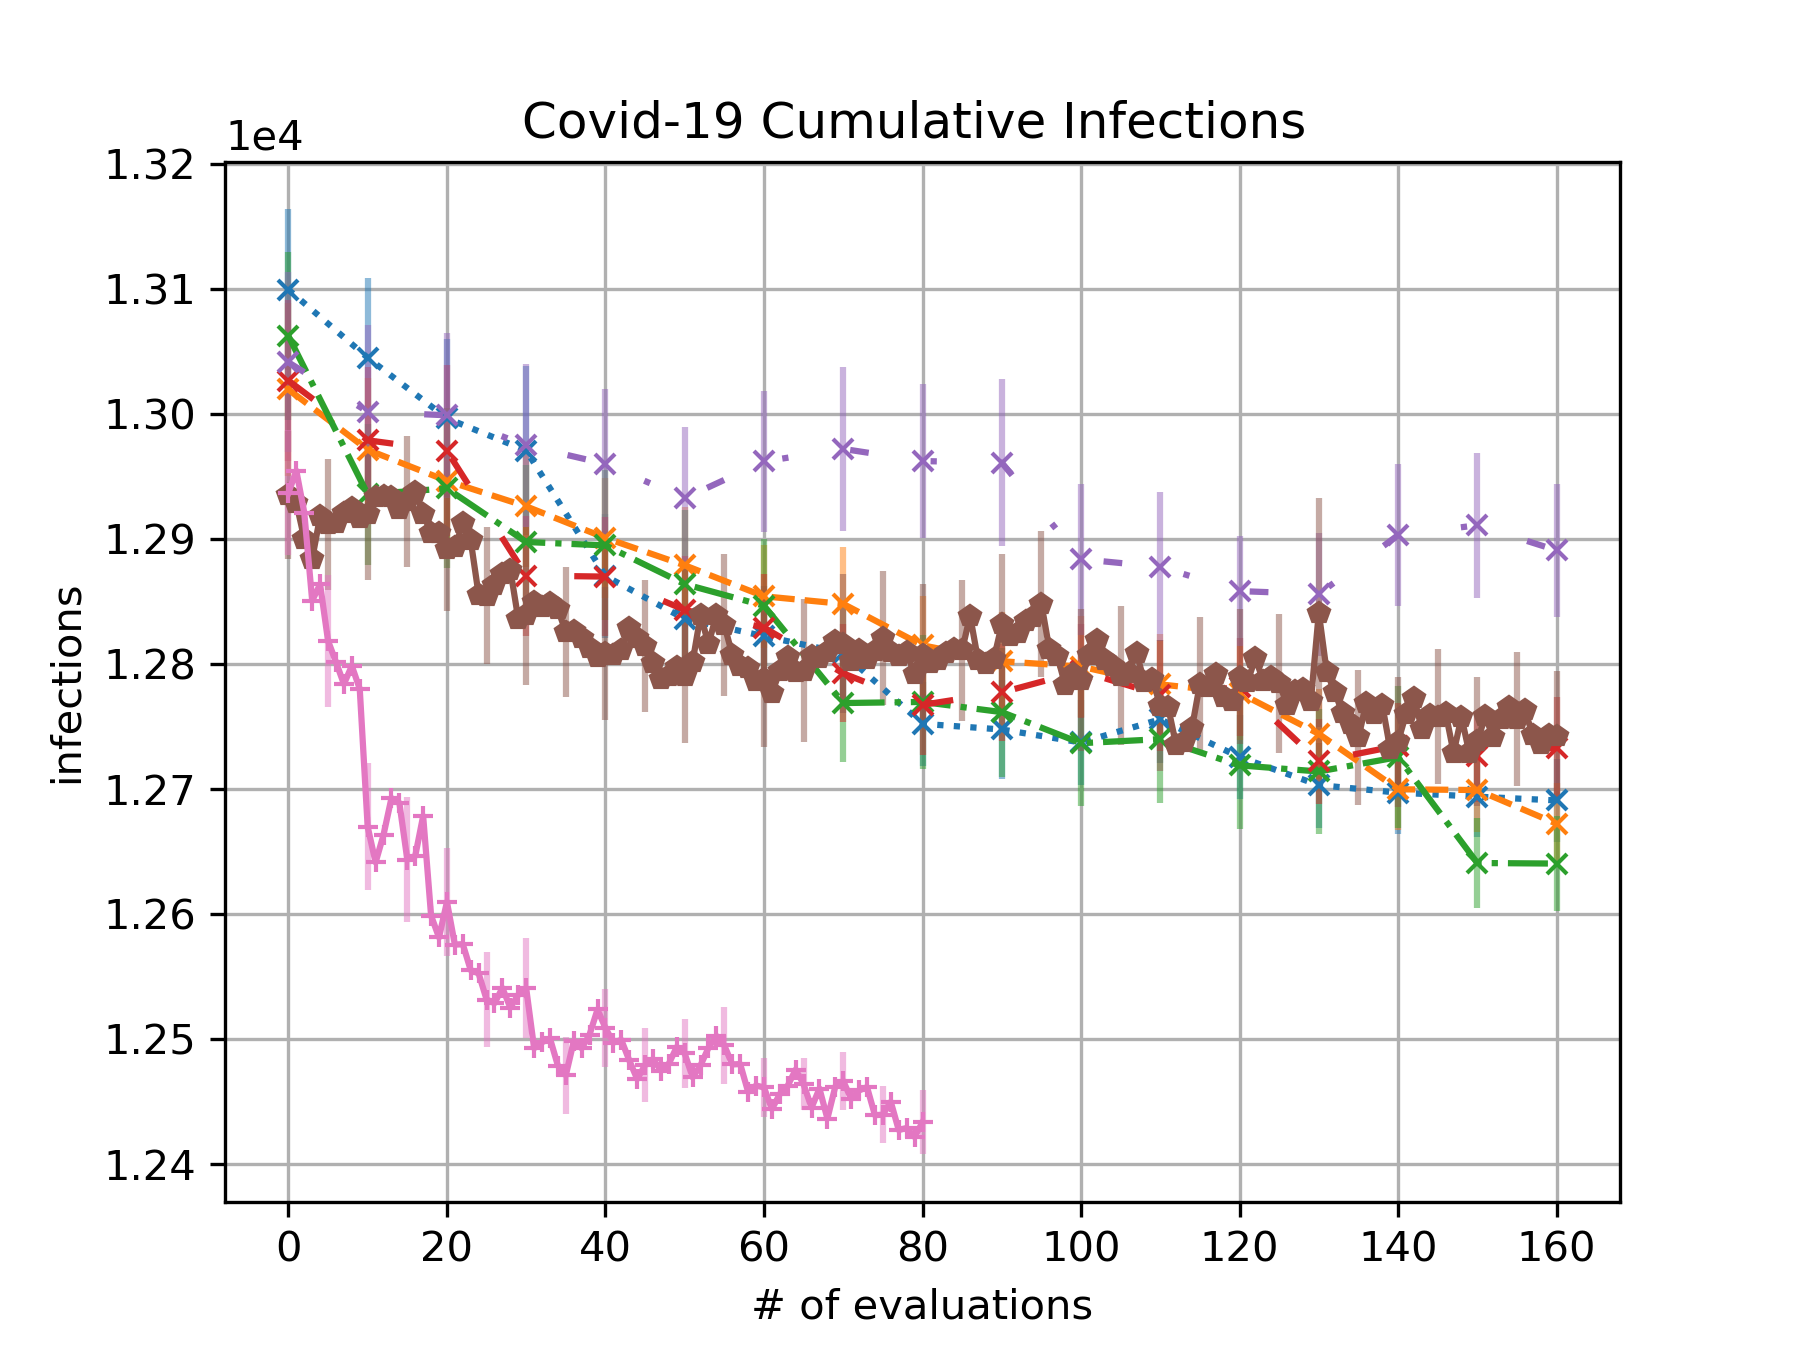 Covid-19 Cumulative Infections
1e4
1.32
1.31
1.30
1.29
1.28
1.27
1.26
1.25
1.24
infections
0 20 40 60 80 100 120 140 160
# of evaluations